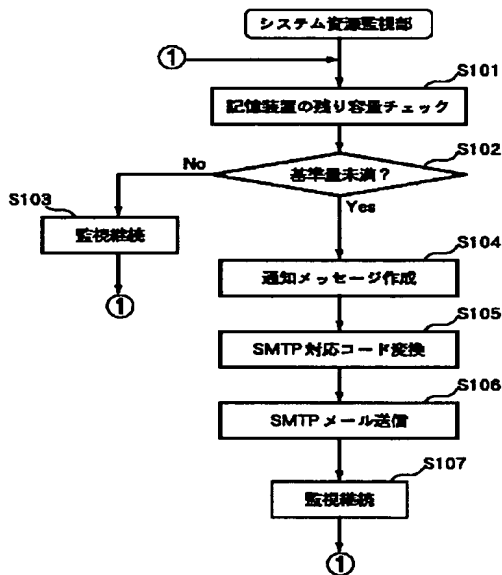 システム資源監視部
①
S101
記憶装置の残り容量チェック
S102
基準量未満？
No
Yes
S103
監視継続
①
S104
通知メッセージ作成
S105
SMTP対応コード変換
S106
SMTPメール送信
S107
監視継続
①